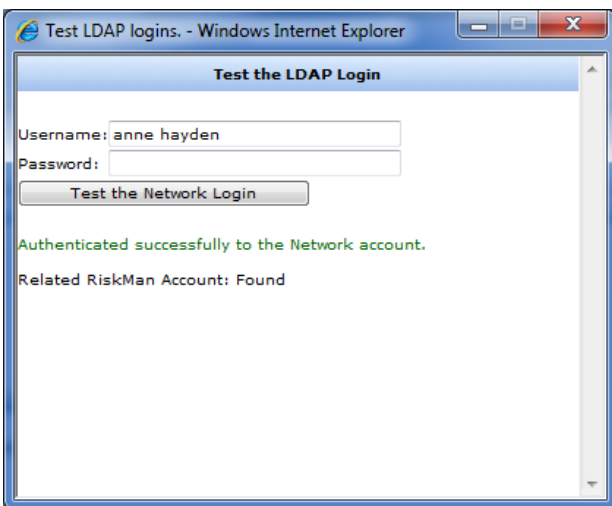 Test LDAP logins. - Windows Internet Explorer
Test the LDAP Login
Username: anne hayden
Password:
Test the Network Login
Authenticated successfully to the Network account.
Related RiskMan Account: Found